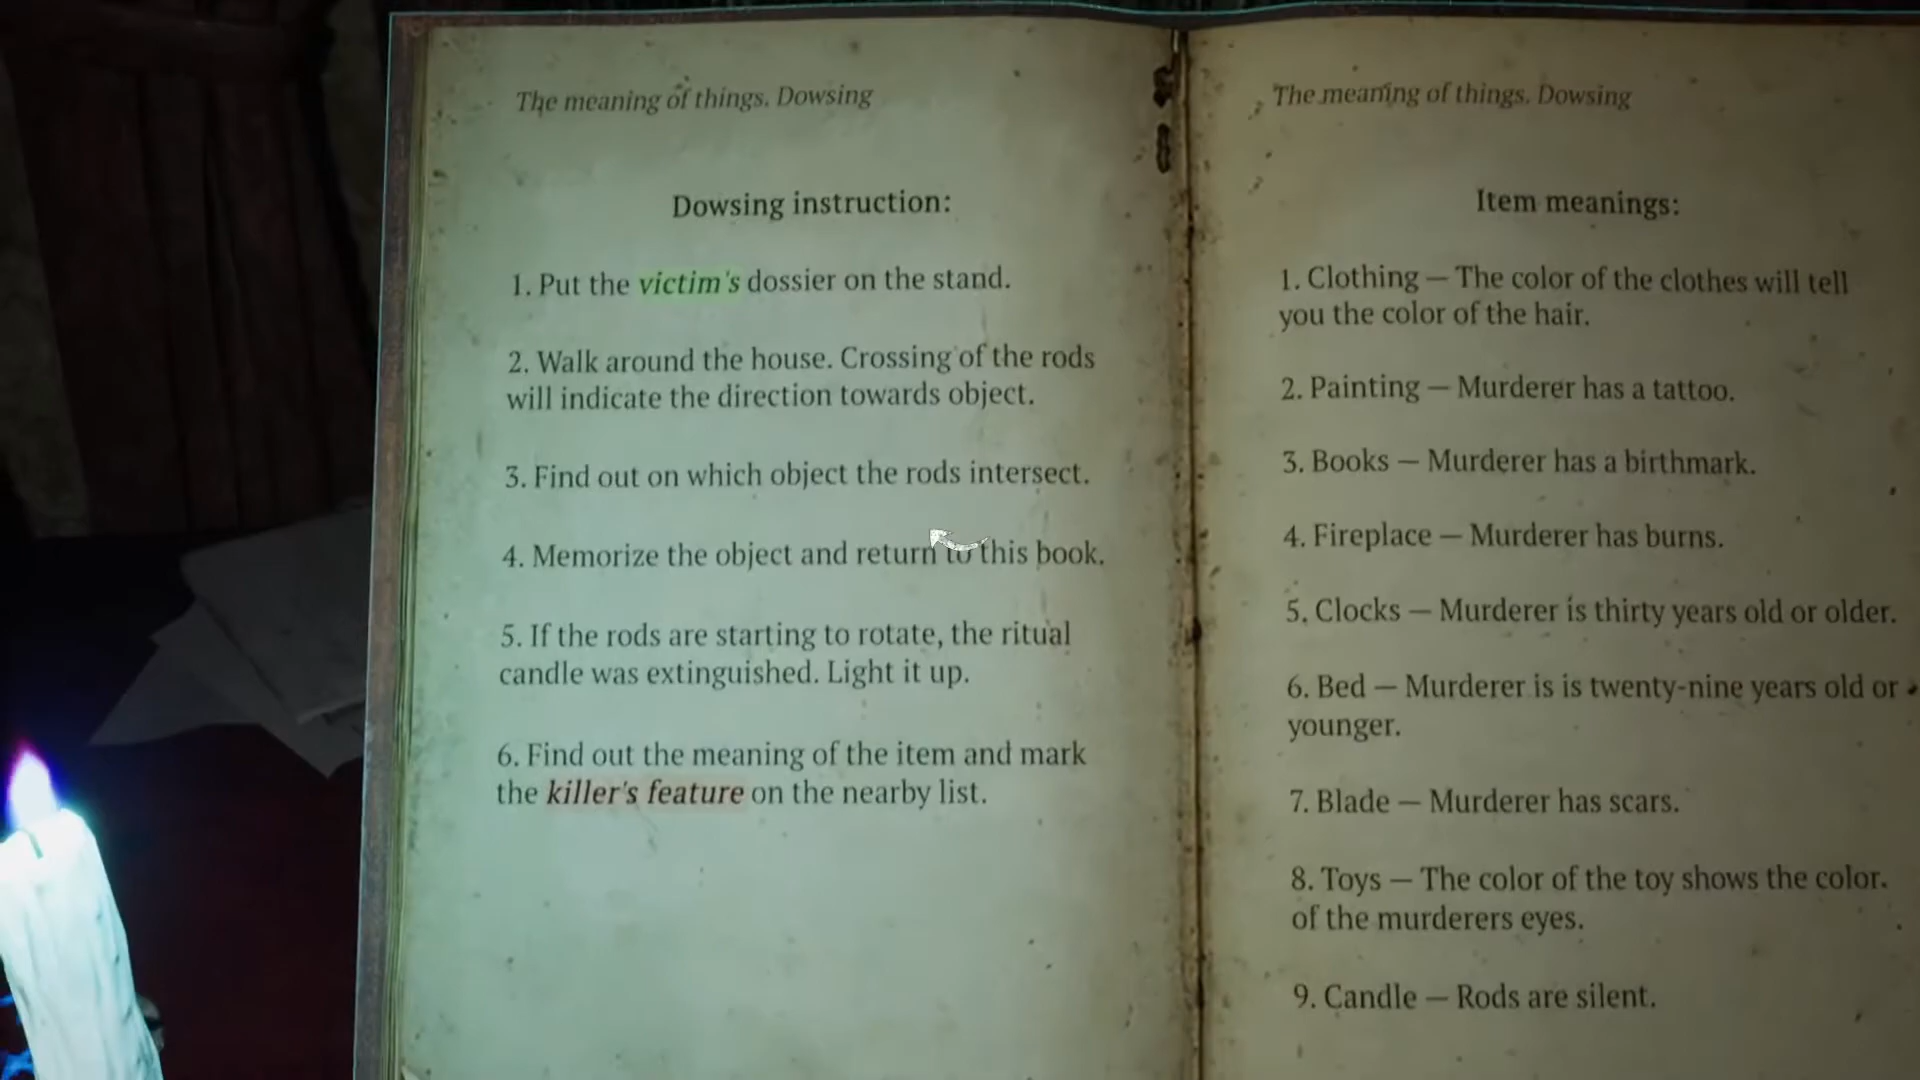 The meaning of things. Dowsing
Dowsing instruction:
1. Put the victim's dossier on the stand.
2. Walk around the house. Crossing of the rods
will indicate the direction towards object.
3. Find out on which object the rods intersect.
4. Memorize the object and return to this book.
5. If the rods are starting to rotate, the ritual
candle was extinguished. Light it up.
6. Find out the meaning of the item and mark
the killer's feature on the nearby list.
The meaning of things. Dowsing
Item meanings:
1. Clothing — The color of the clothes will tell
you the color of the hair.
2. Painting — Murderer has a tattoo.
3. Books — Murderer has a birthmark.
4. Fireplace — Murderer has burns.
5. Clocks — Murderer is thirty years old or older.
6. Bed — Murderer is is twenty-nine years old or
younger.
7. Blade — Murderer has scars.
8. Toys — The color of the toy shows the color.
of the murderers eyes.
9. Candle — Rods are silent.